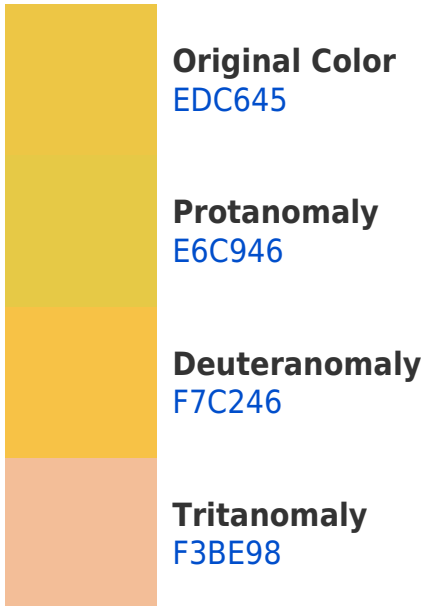 Original Color
EDC645
Protanomaly
E6C946
Deuteranomaly
F7C246
Tritanomaly
F3BE98